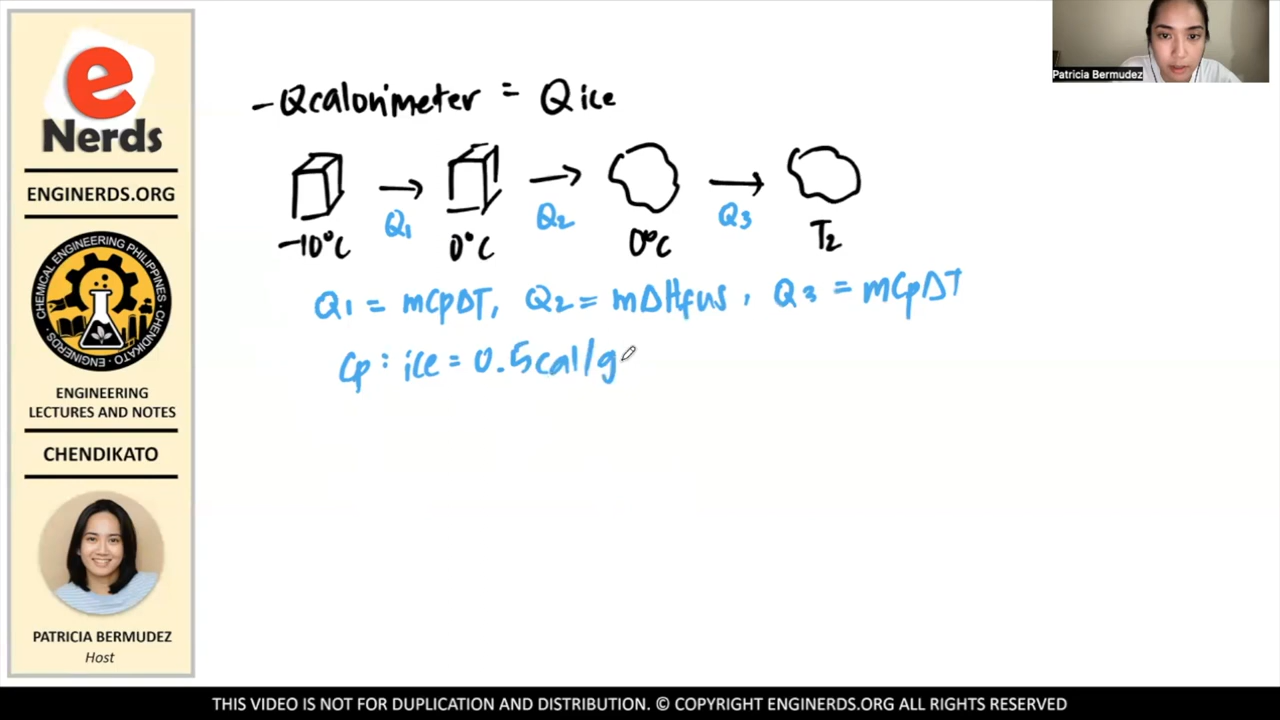 e
Nerds
ENGINERDS.ORG
CHEMICAL ENGINEERING PHILIPPINES
CHENDIKATO
ENGINEERDS
ENGINEERING
LECTURES AND NOTES
CHENDIKATO
PATRICIA BERMUDEZ
Host
Patricia Bermudez
-Qcalorimeter = Qice
-10°C → 0°C → 0°C → T2
Q1 Q2 Q3
Q1 = mCpΔT, Q2 = mΔHfus, Q3 = mCpΔT
Cp: ice = 0.5cal/g
THIS VIDEO IS NOT FOR DUPLICATION AND DISTRIBUTION. © COPYRIGHT ENGINERDS.ORG ALL RIGHTS RESERVED